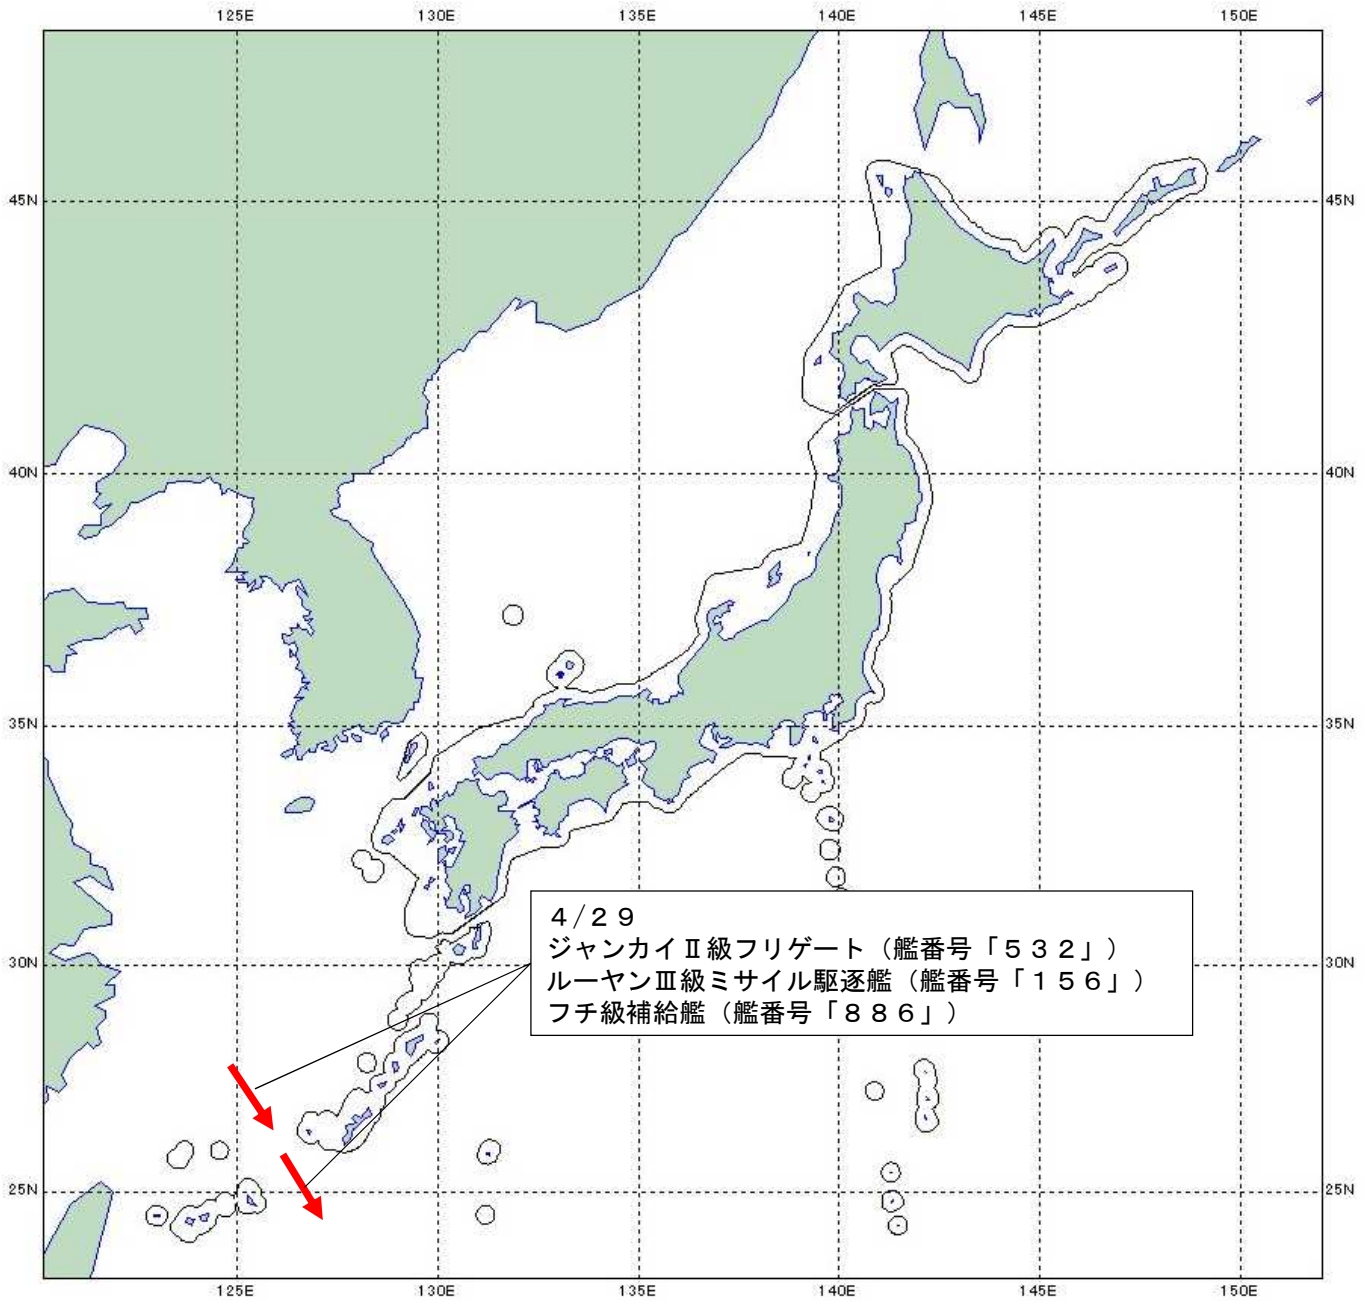 125E 130E 135E 140E 145E 150E
45N 45N
40N 40N
35N 35N
4/29
ジャンカイⅡ級フリゲート（艦番号「532」）
30N ルーヤンⅢ級ミサイル駆逐艦（艦番号「156」） 30N
フチ級補給艦（艦番号「886」）
25N 25N
125E 130E 135E 140E 145E 150E